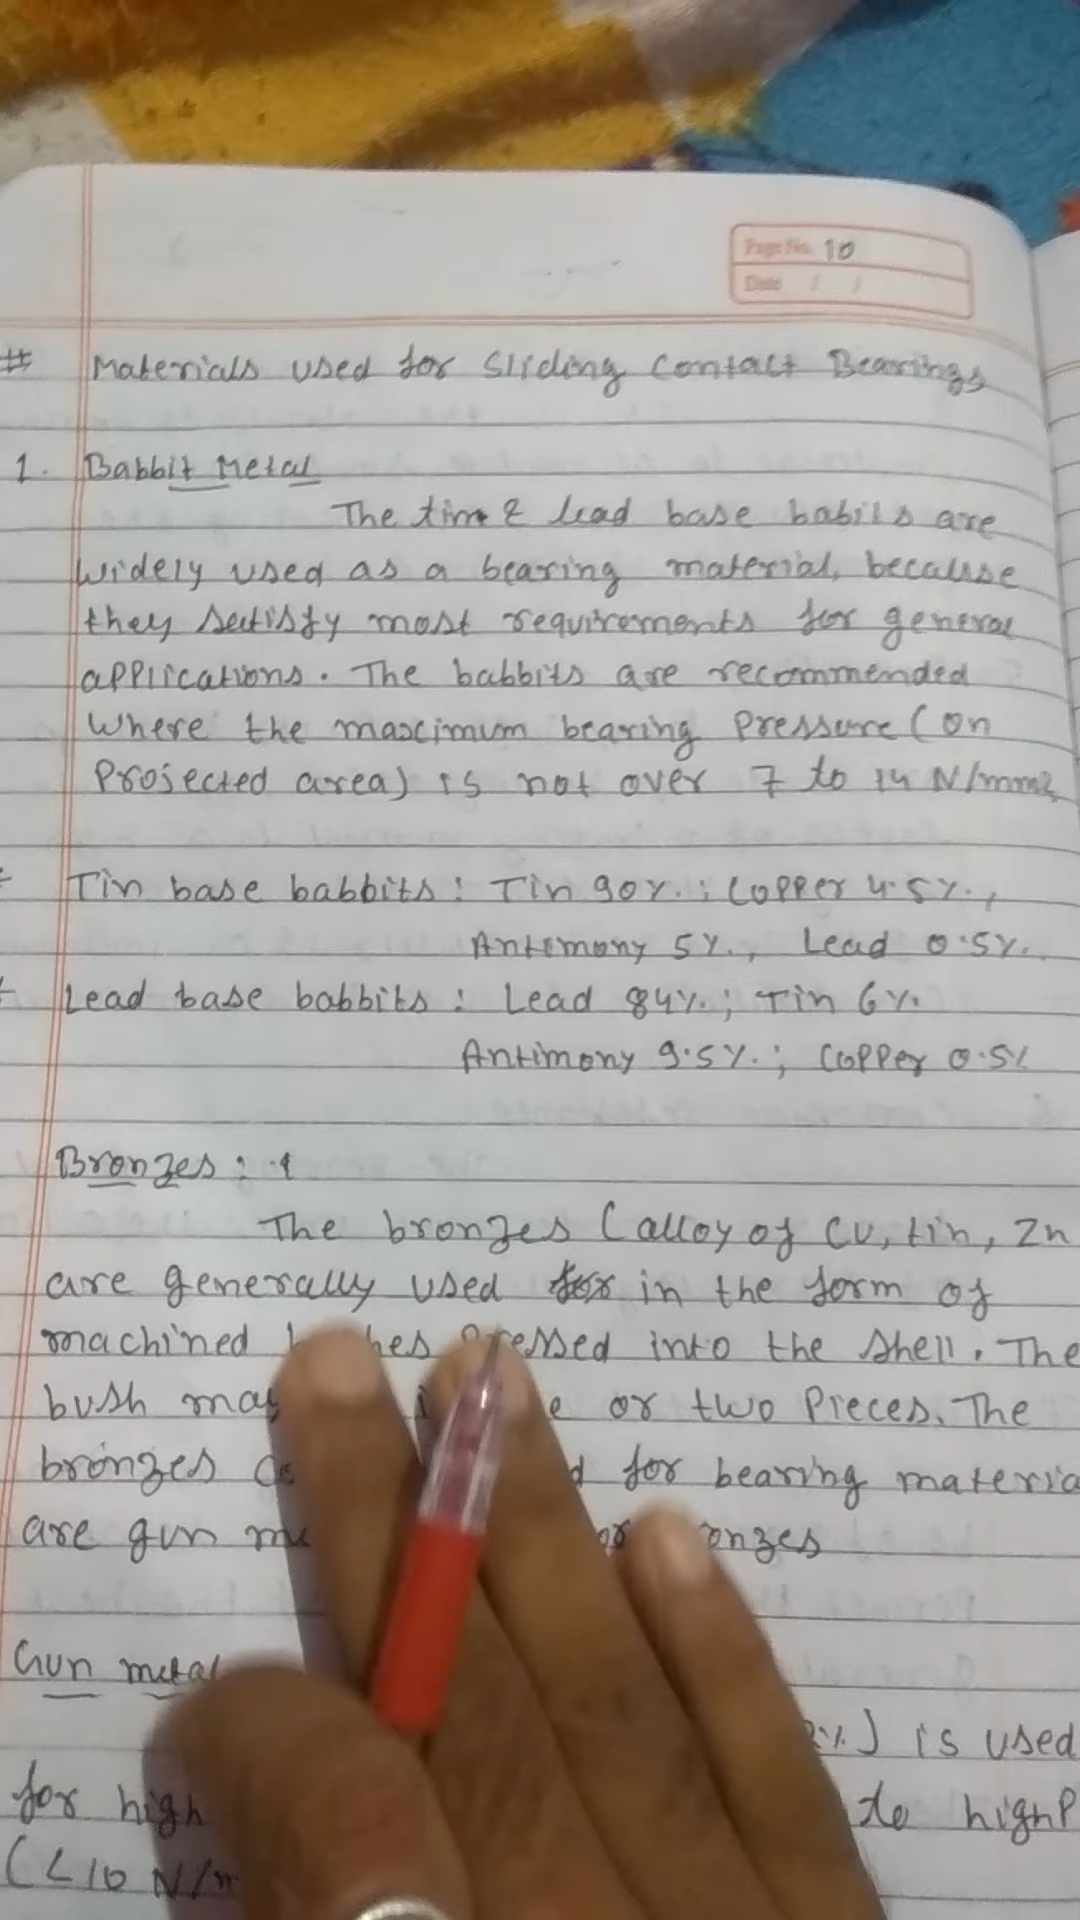 Page No. 10
Date / /
# Materials used for Sliding Contact Bearings
1. Babbit Metal
The tin & lead base babits are
widely used as a bearing material, because
they satisfy most requirements for general
applications. The babbits are recommended
where the maximum bearing pressure (on
projected area) is not over 7 to 14 N/mm2
Tin base babbits : Tin 90%. ; Copper 4.5%.,
Antimony 5%., Lead 0.5%.
Lead base babbits : Lead 84%. ; Tin 6%.
Antimony 9.5%. ; Copper 0.5%
Bronzes :
The bronzes (alloy of Cu, tin, Zn
are generally used in the form of
machined pressed into the shell. The
bush or two pieces. The
bronzes for bearing materia
are gun
Gun metal
2%.) is used
for high to high P
(<10 N/m